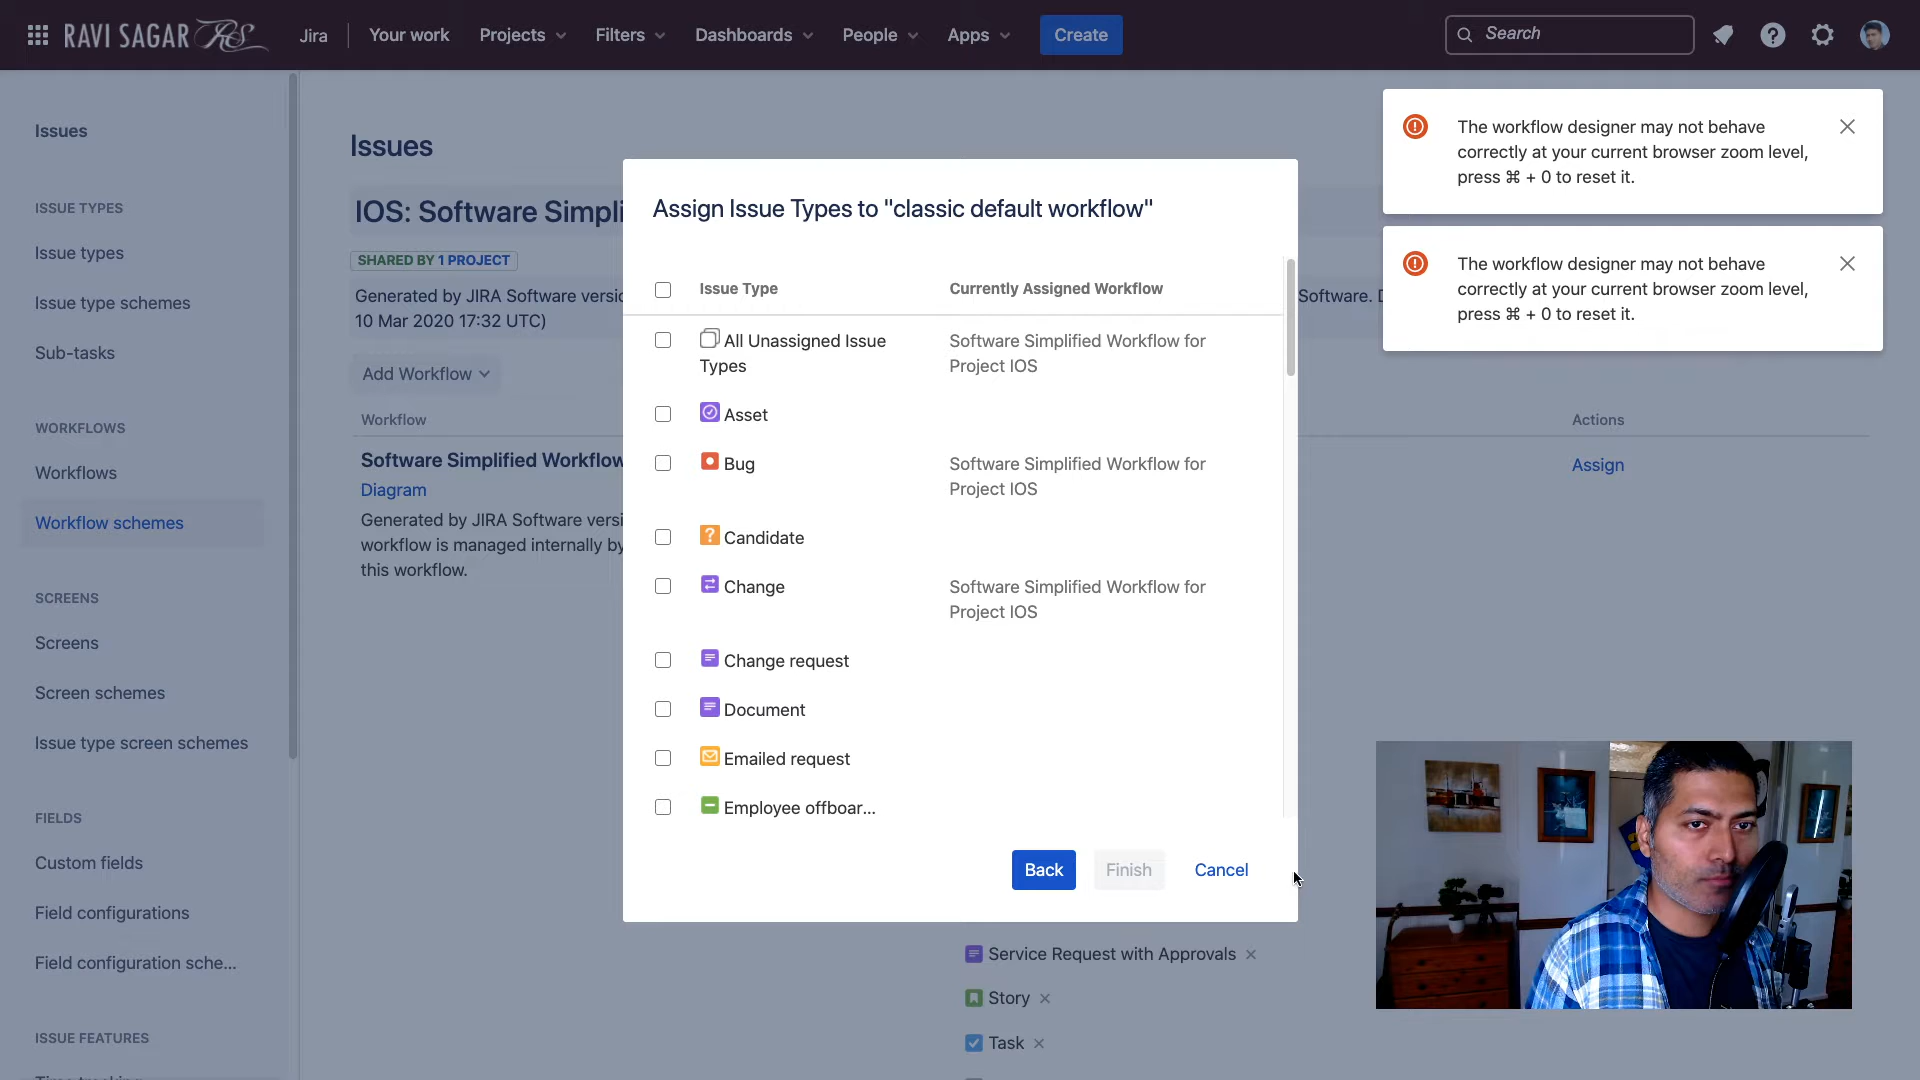 RAVI SAGAR RS
Jira
Your work
Projects
Filters
Dashboards
People
Apps
Create
Search
Issues
ISSUE TYPES
Issue types
Issue type schemes
Sub-tasks
WORKFLOWS
Workflows
Workflow schemes
SCREENS
Screens
Screen schemes
Issue type screen schemes
FIELDS
Custom fields
Field configurations
Field configuration sche...
ISSUE FEATURES
Issues
IOS: Software Simpli
SHARED BY 1 PROJECT
Generated by JIRA Software versic
Software. D
10 Mar 2020 17:32 UTC)
Add Workflow
Workflow
Actions
Software Simplified Workflow
Assign
Diagram
Generated by JIRA Software versi
workflow is managed internally by
this workflow.
Assign Issue Types to "classic default workflow"
Issue Type
Currently Assigned Workflow
All Unassigned Issue
Types
Software Simplified Workflow for
Project IOS
Asset
Bug
Software Simplified Workflow for
Project IOS
Candidate
Change
Software Simplified Workflow for
Project IOS
Change request
Document
Emailed request
Employee offboar...
Back
Finish
Cancel
Service Request with Approvals
Story
Task
The workflow designer may not behave
correctly at your current browser zoom level,
press ⌘ + 0 to reset it.
The workflow designer may not behave
correctly at your current browser zoom level,
press ⌘ + 0 to reset it.